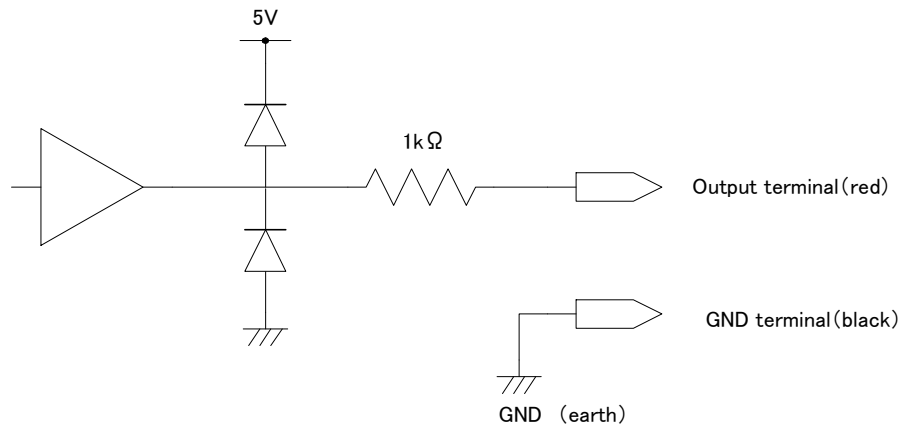 5V
1kΩ
Output terminal(red)
GND terminal(black)
GND (earth)